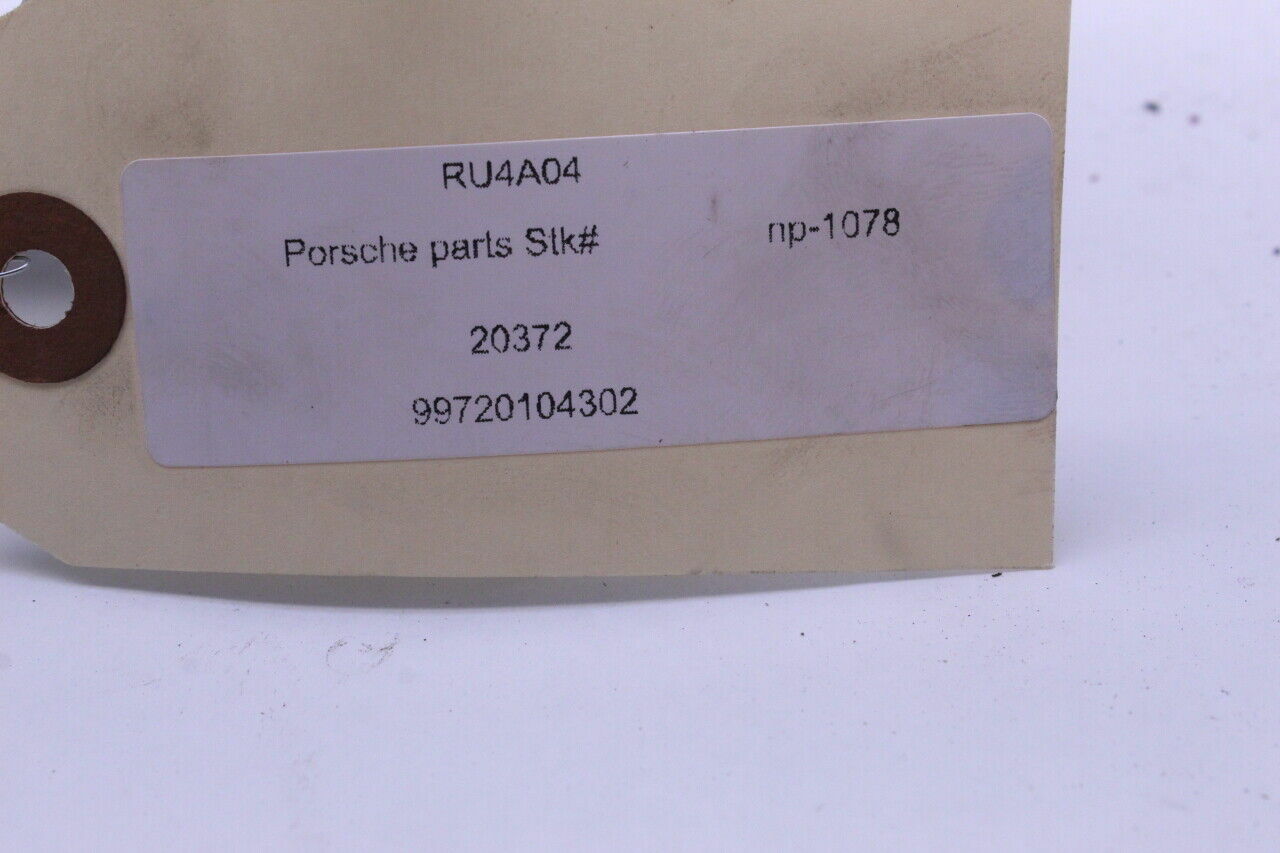 RU4A04
Porsche parts Stk# np-1078
20372
99720104302